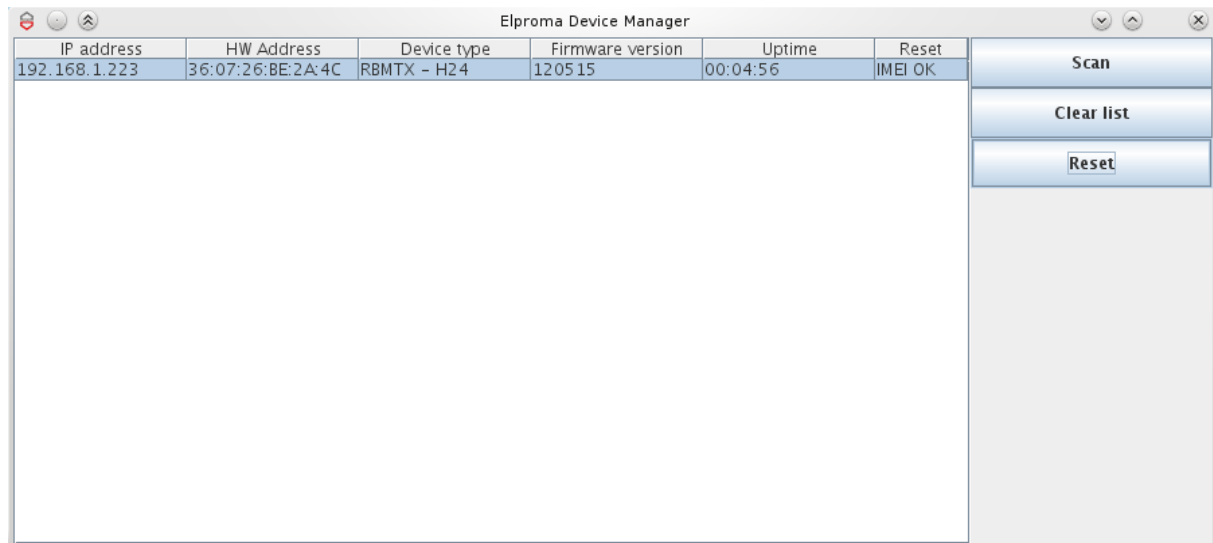 Elproma Device Manager
IP address HW Address Device type Firmware version Uptime Reset
192.168.1.223 36:07:26:BE:2A:4C RBMTX - H24 120515 00:04:56 IMEI OK
Scan
Clear list
Reset